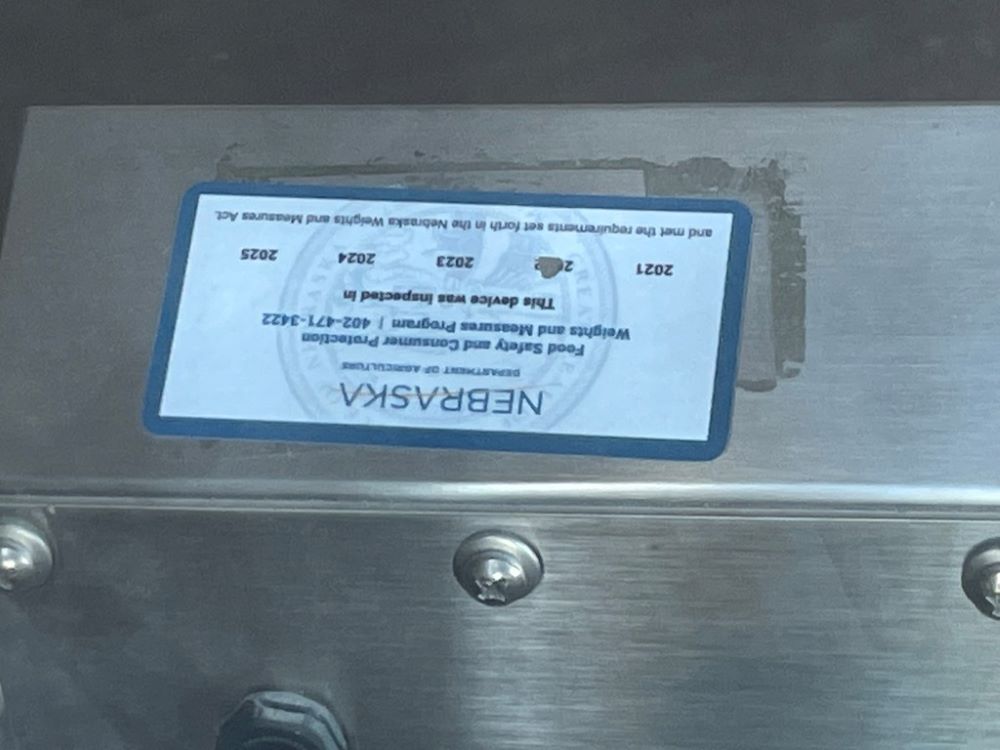 NEBRASKA
DEPARTMENT OF AGRICULTURE
Food Safety and Consumer Protection
Weights and Measures Program | 402-471-3422
This device was inspected in
2021 2023 2024 2025
and met the requirements set forth in the Nebraska Weights and Measures Act.